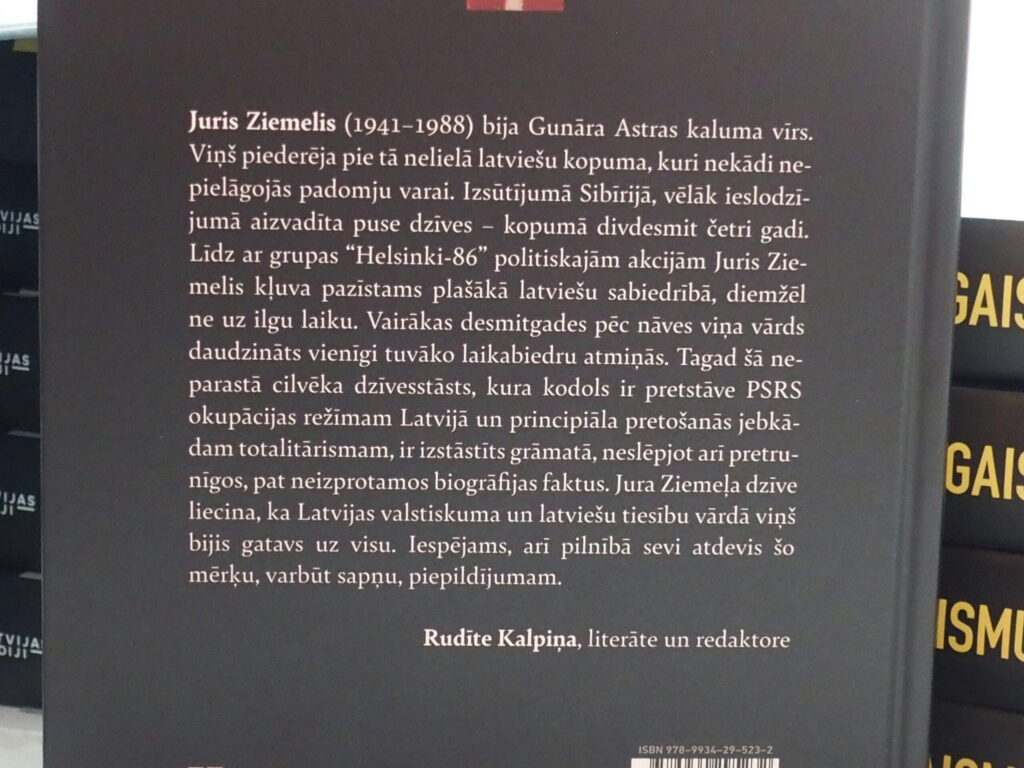 Juris Ziemelis (1941–1988) bija Gunāra Astras kaluma vīrs.
Viņš piederēja pie tā nelielā latviešu kopuma, kuri nekādi ne-
pielāgojās padomju varai. Izsūtījumā Sibīrijā, vēlāk ieslodzī-
jumā aizvadīta puse dzīves – kopumā divdesmit četri gadi.
Līdz ar grupas “Helsinki-86” politiskajām akcijām Juris Zie-
melis kļuva pazīstams plašākā latviešu sabiedrībā, diemžēl
ne uz ilgu laiku. Vairākas desmitgades pēc nāves viņa vārds
daudzināts vienīgi tuvāko laikabiedru atmiņās. Tagad šā ne-
parastā cilvēka dzīvesstāsts, kura kodols ir pretstāve PSRS
okupācijas režīmam Latvijā un principiāla pretošanās jebkā-
dam totalitārismam, ir izstāstīts grāmatā, neslēpjot arī pretru-
nīgos, pat neizprotamos biogrāfijas faktus. Jura Ziemeļa dzīve
liecina, ka Latvijas valstiskuma un latviešu tiesību vārdā viņš
bijis gatavs uz visu. Iespējams, arī pilnībā sevi atdevis šo
mērķu, varbūt sapņu, piepildījumam.
Rudīte Kalpiņa, literāte un redaktore
ISBN 978-9934-29-523-2
GAIS
GAIS
ISMU